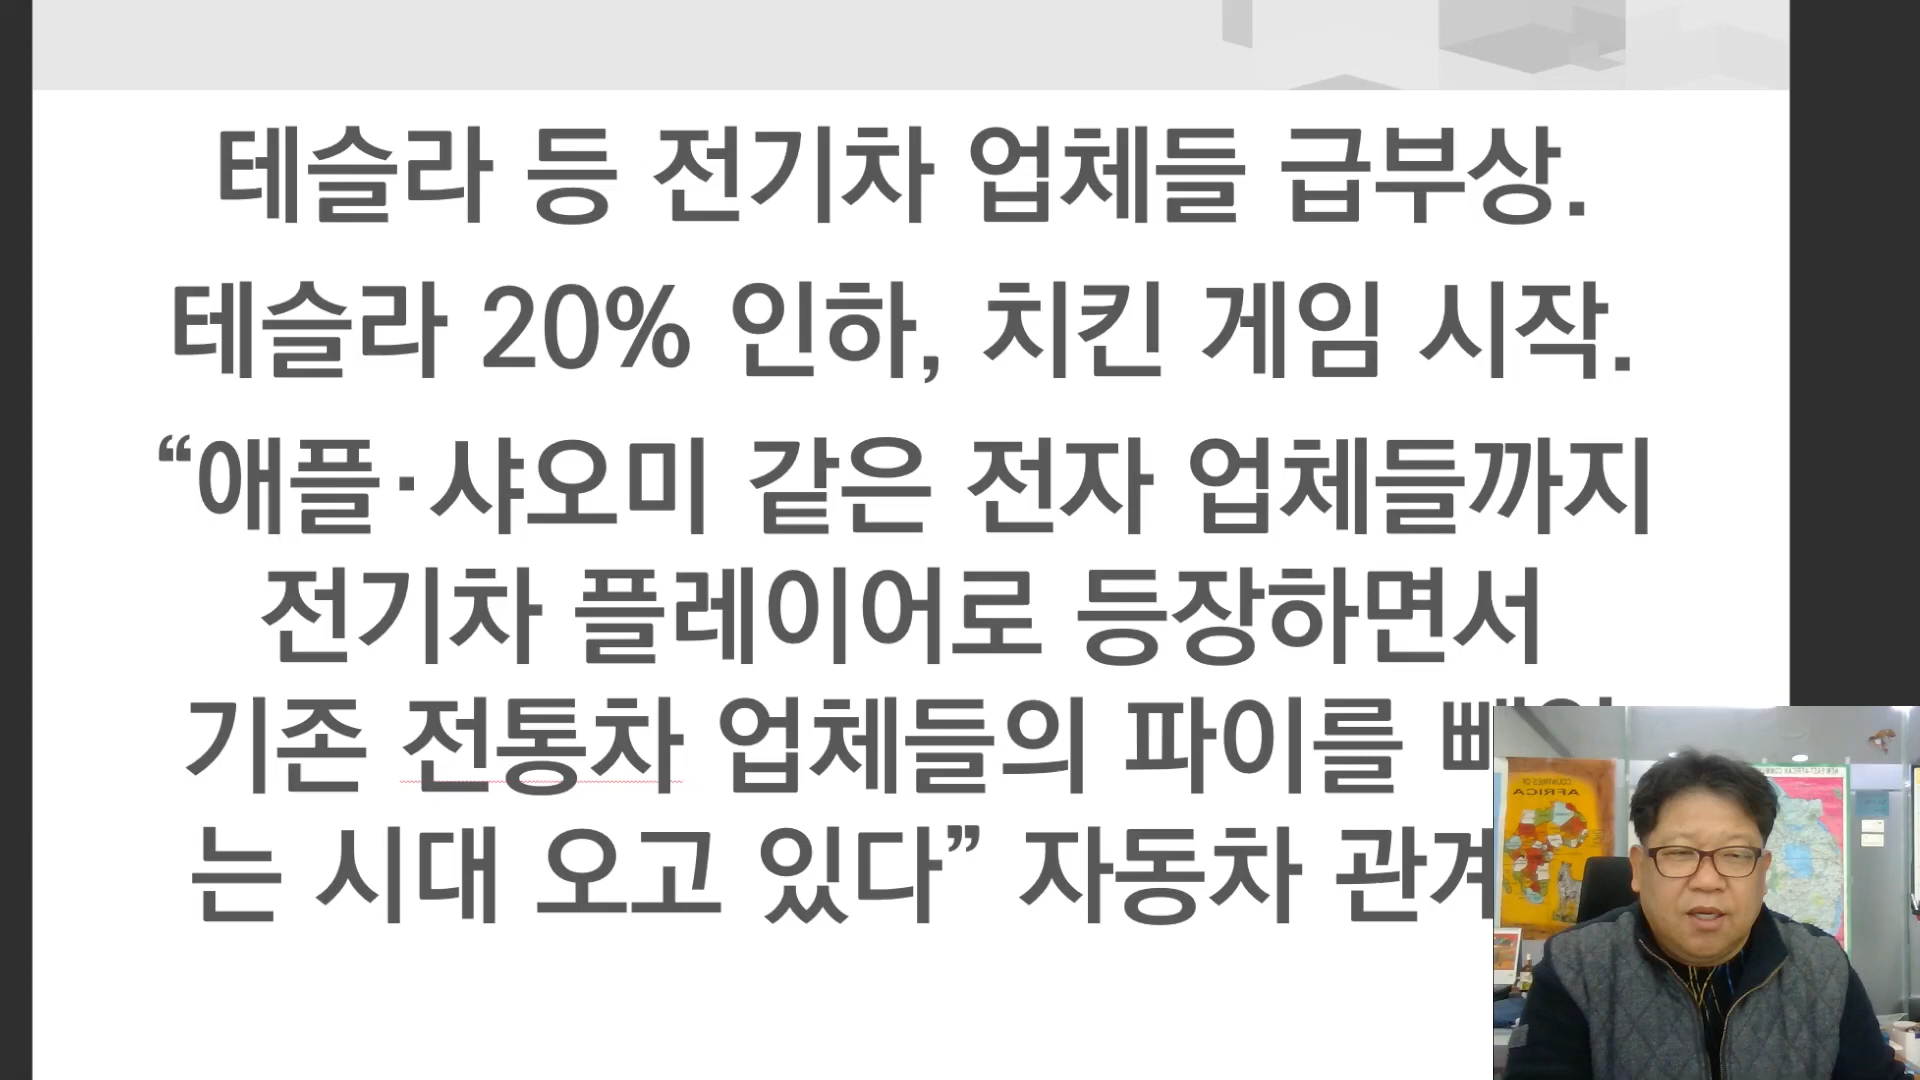 테슬라 등 전기차 업체들 급부상.
테슬라 20% 인하, 치킨 게임 시작.
“애플·샤오미 같은 전자 업체들까지
전기차 플레이어로 등장하면서
기존 전통차 업체들의 파이를
는 시대 오고 있다” 자동차
COUNTRIES OF
AFRICA